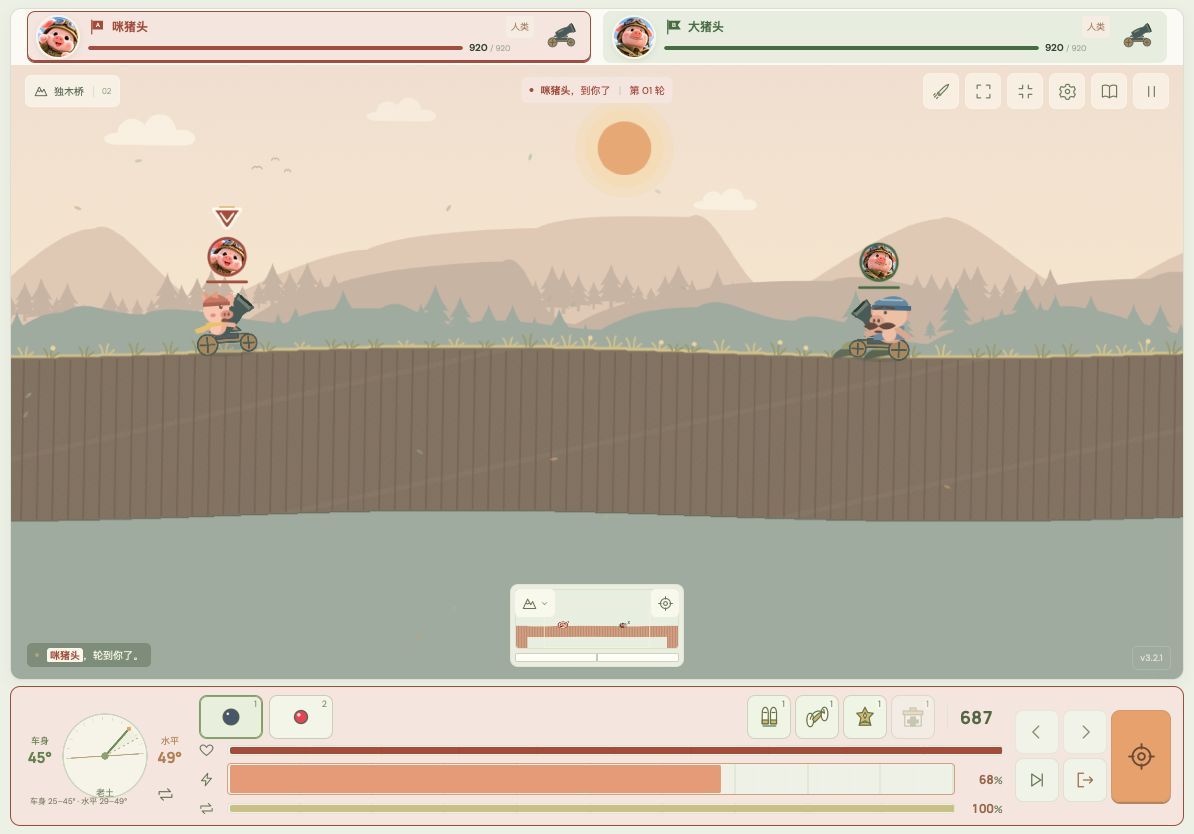 咪猪头
人类
920 / 920
大猪头
人类
920 / 920
独木桥 02
咪猪头，到你了 第 01 轮
咪猪头，轮到你了。
v3.2.1
车身
45°
水平
49°
老土
车身 25–45° · 水平 29–49°
1
2
1
1
1
1
687
68%
100%